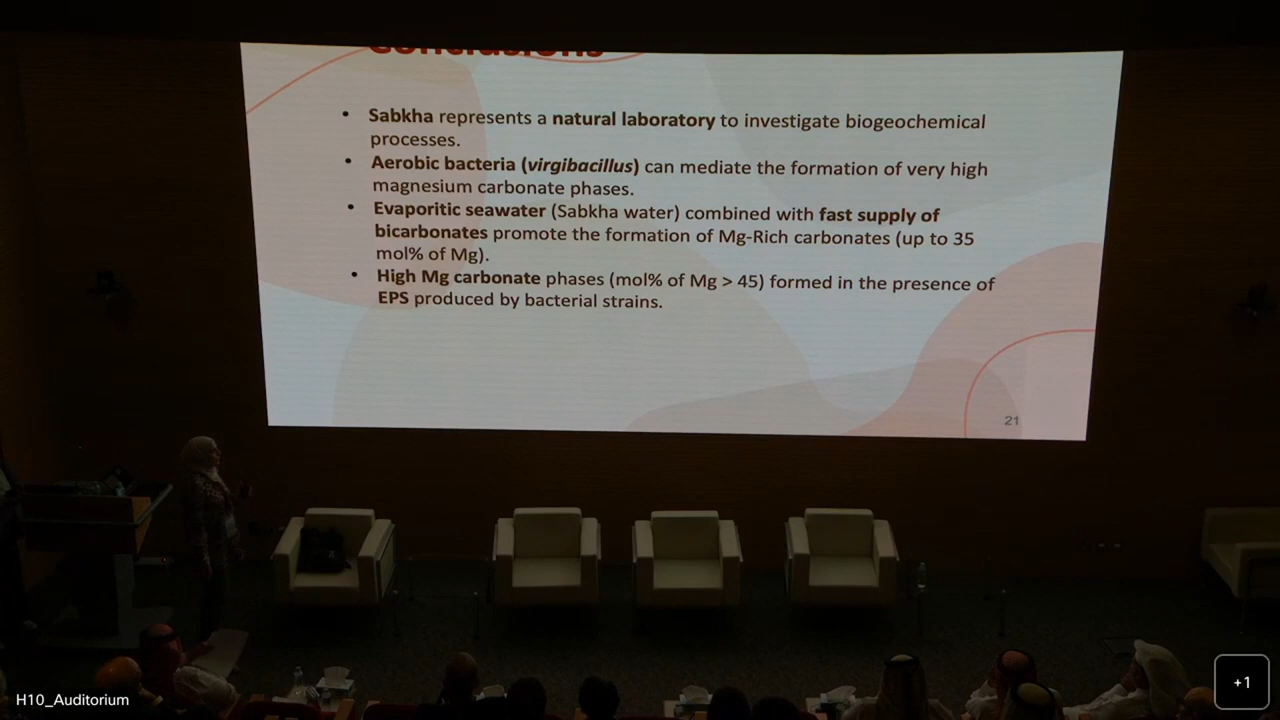 Conclusions
• Sabkha represents a natural laboratory to investigate biogeochemical
processes.
• Aerobic bacteria (virgibacillus) can mediate the formation of very high
magnesium carbonate phases.
• Evaporitic seawater (Sabkha water) combined with fast supply of
bicarbonates promote the formation of Mg-Rich carbonates (up to 35
mol% of Mg).
• High Mg carbonate phases (mol% of Mg > 45) formed in the presence of
EPS produced by bacterial strains.
21
H10_Auditorium
+1